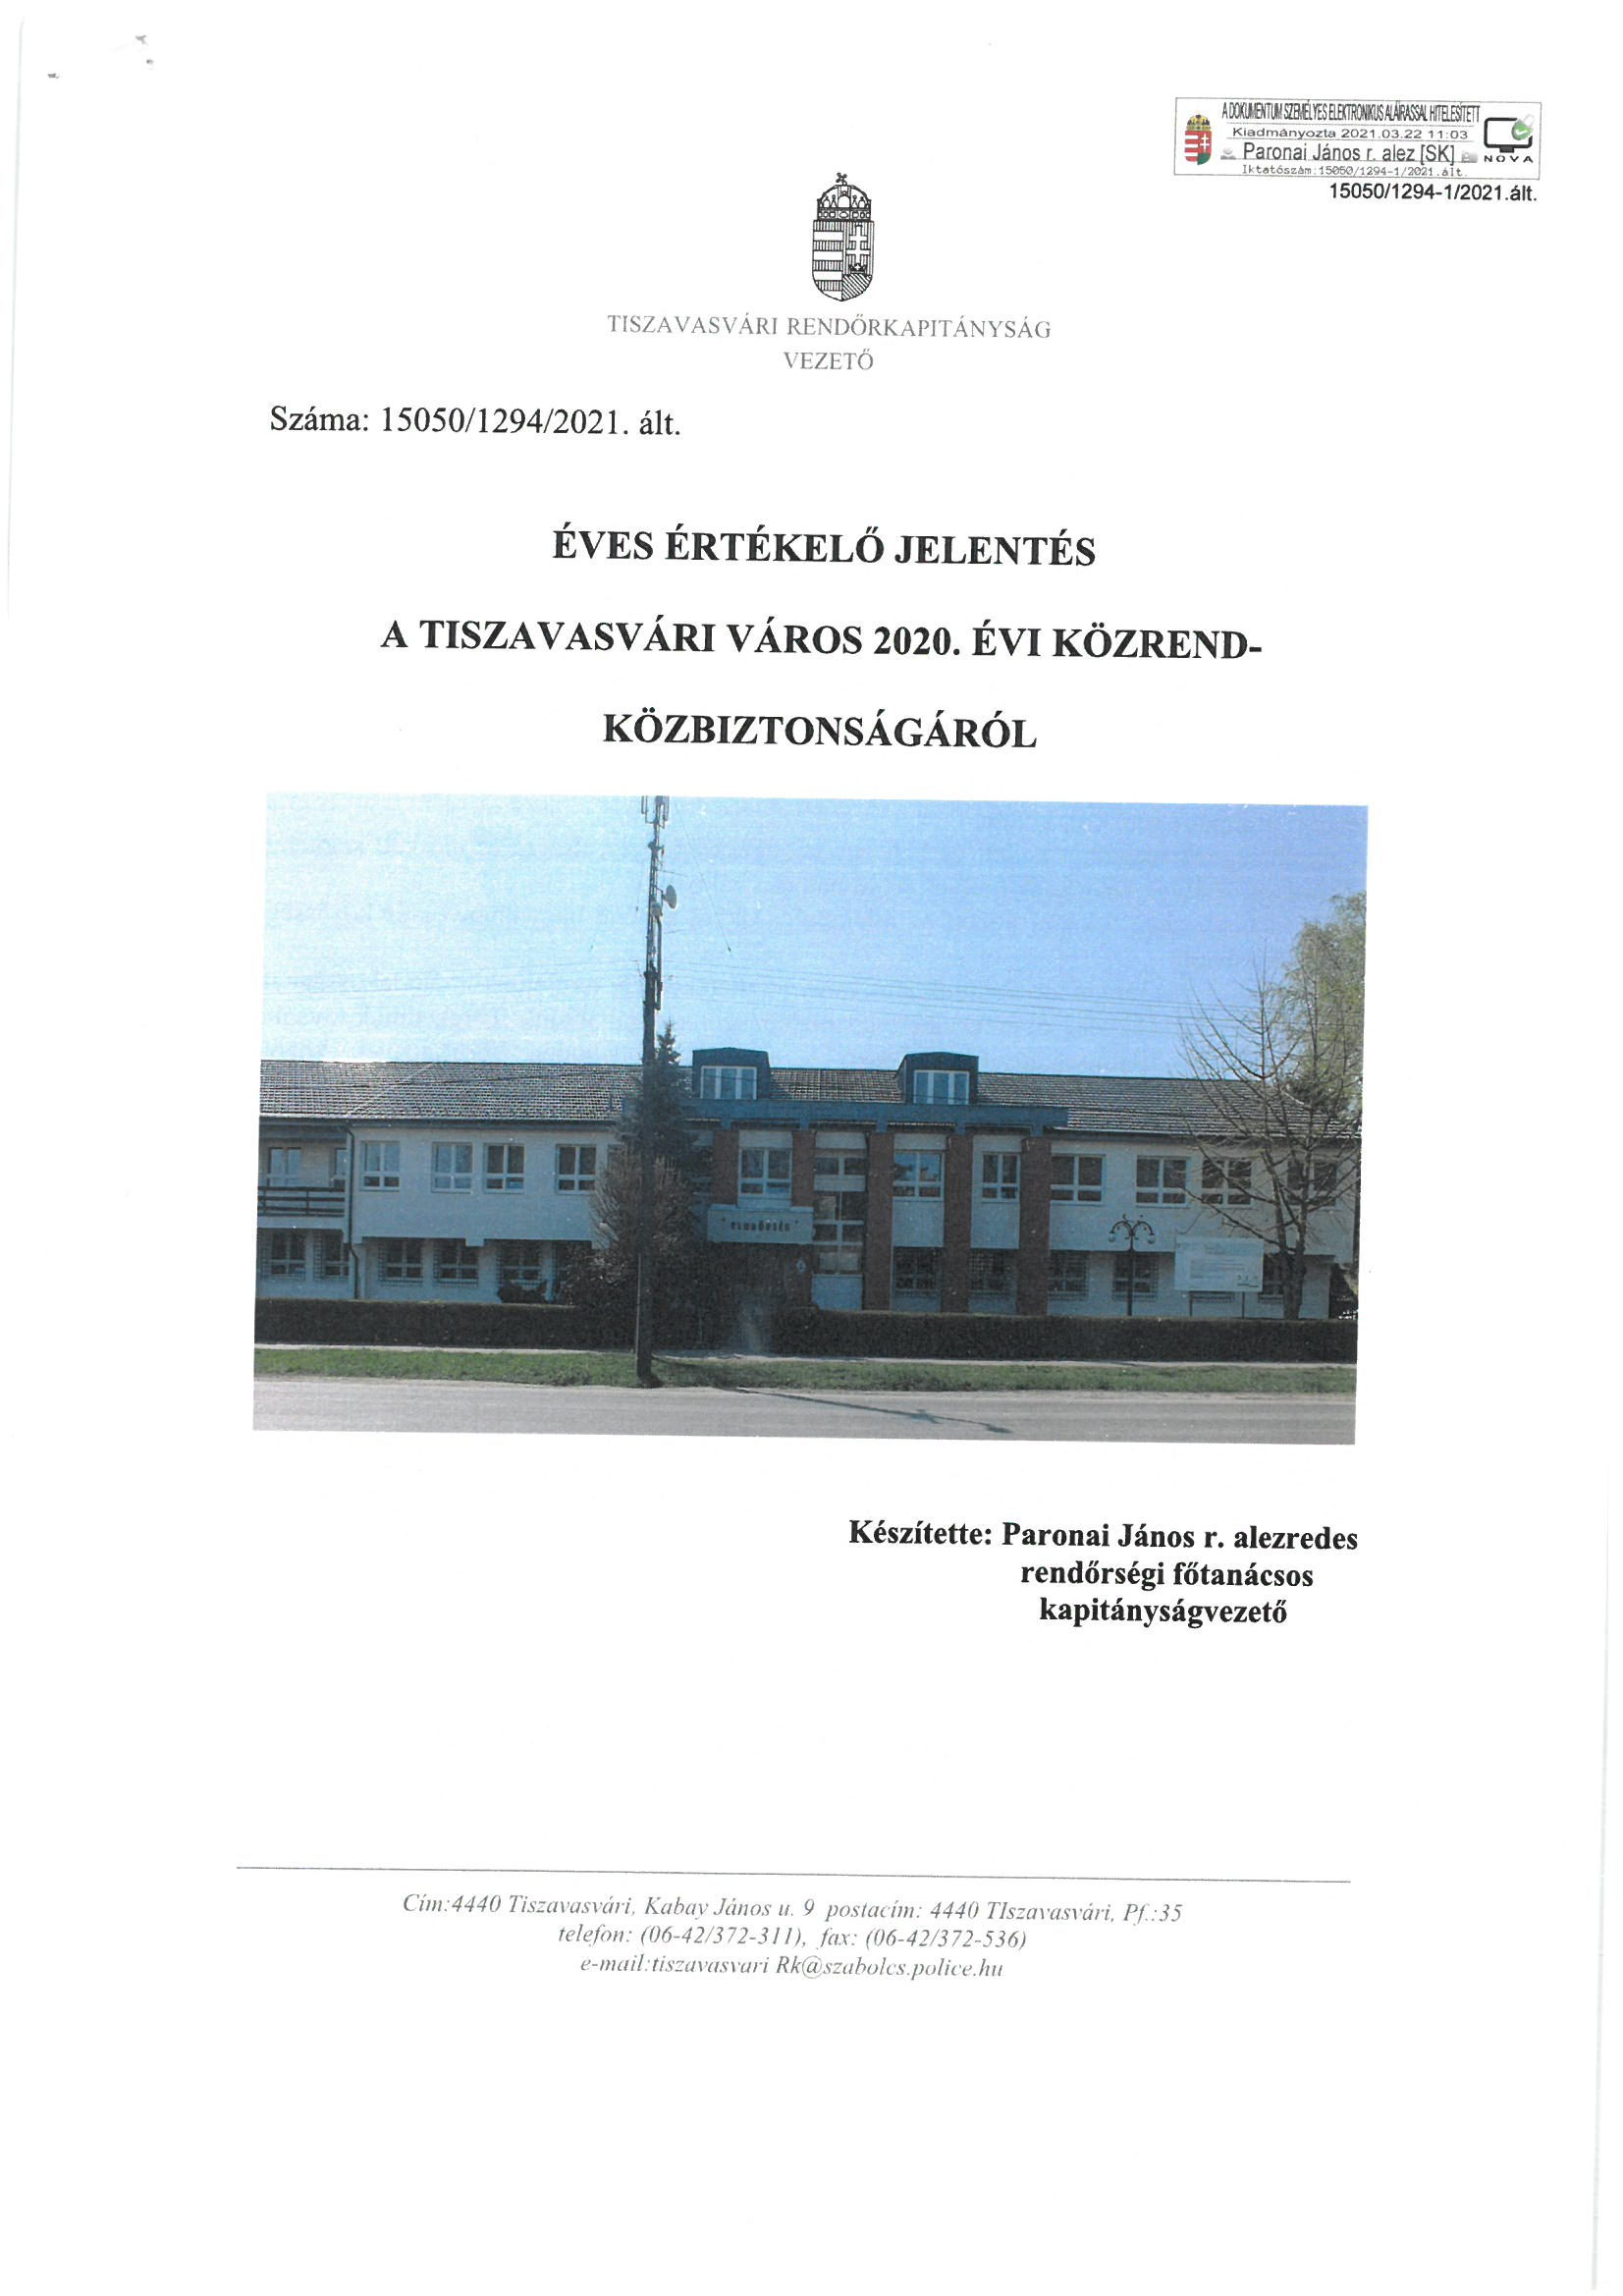 A DOKUMENTUM SZEMÉLYES ELEKTRONIKUS ALÁÍRÁSSAL HITELESÍTETT
Kiadmányozta 2021.03.22 11:03
Paronai János r. alez [SK]
NOVA
Iktatószám:15050/1294-1/2021.ált.
15050/1294-1/2021.ált.
TISZAVASVÁRI RENDŐRKAPITÁNYSÁG
VEZETŐ
Száma: 15050/1294/2021. ált.
ÉVES ÉRTÉKELŐ JELENTÉS
A TISZAVASVÁRI VÁROS 2020. ÉVI KÖZREND-
KÖZBIZTONSÁGÁRÓL
Készítette: Paronai János r. alezredes
rendőrségi főtanácsos
kapitányságvezető
Cím:4440 Tiszavasvári, Kabay János u. 9 postacím: 4440 TIszavasvári, Pf.:35
telefon: (06-42/372-311), fax: (06-42/372-536)
e-mail:tiszavasvari Rk@szabolcs.police.hu